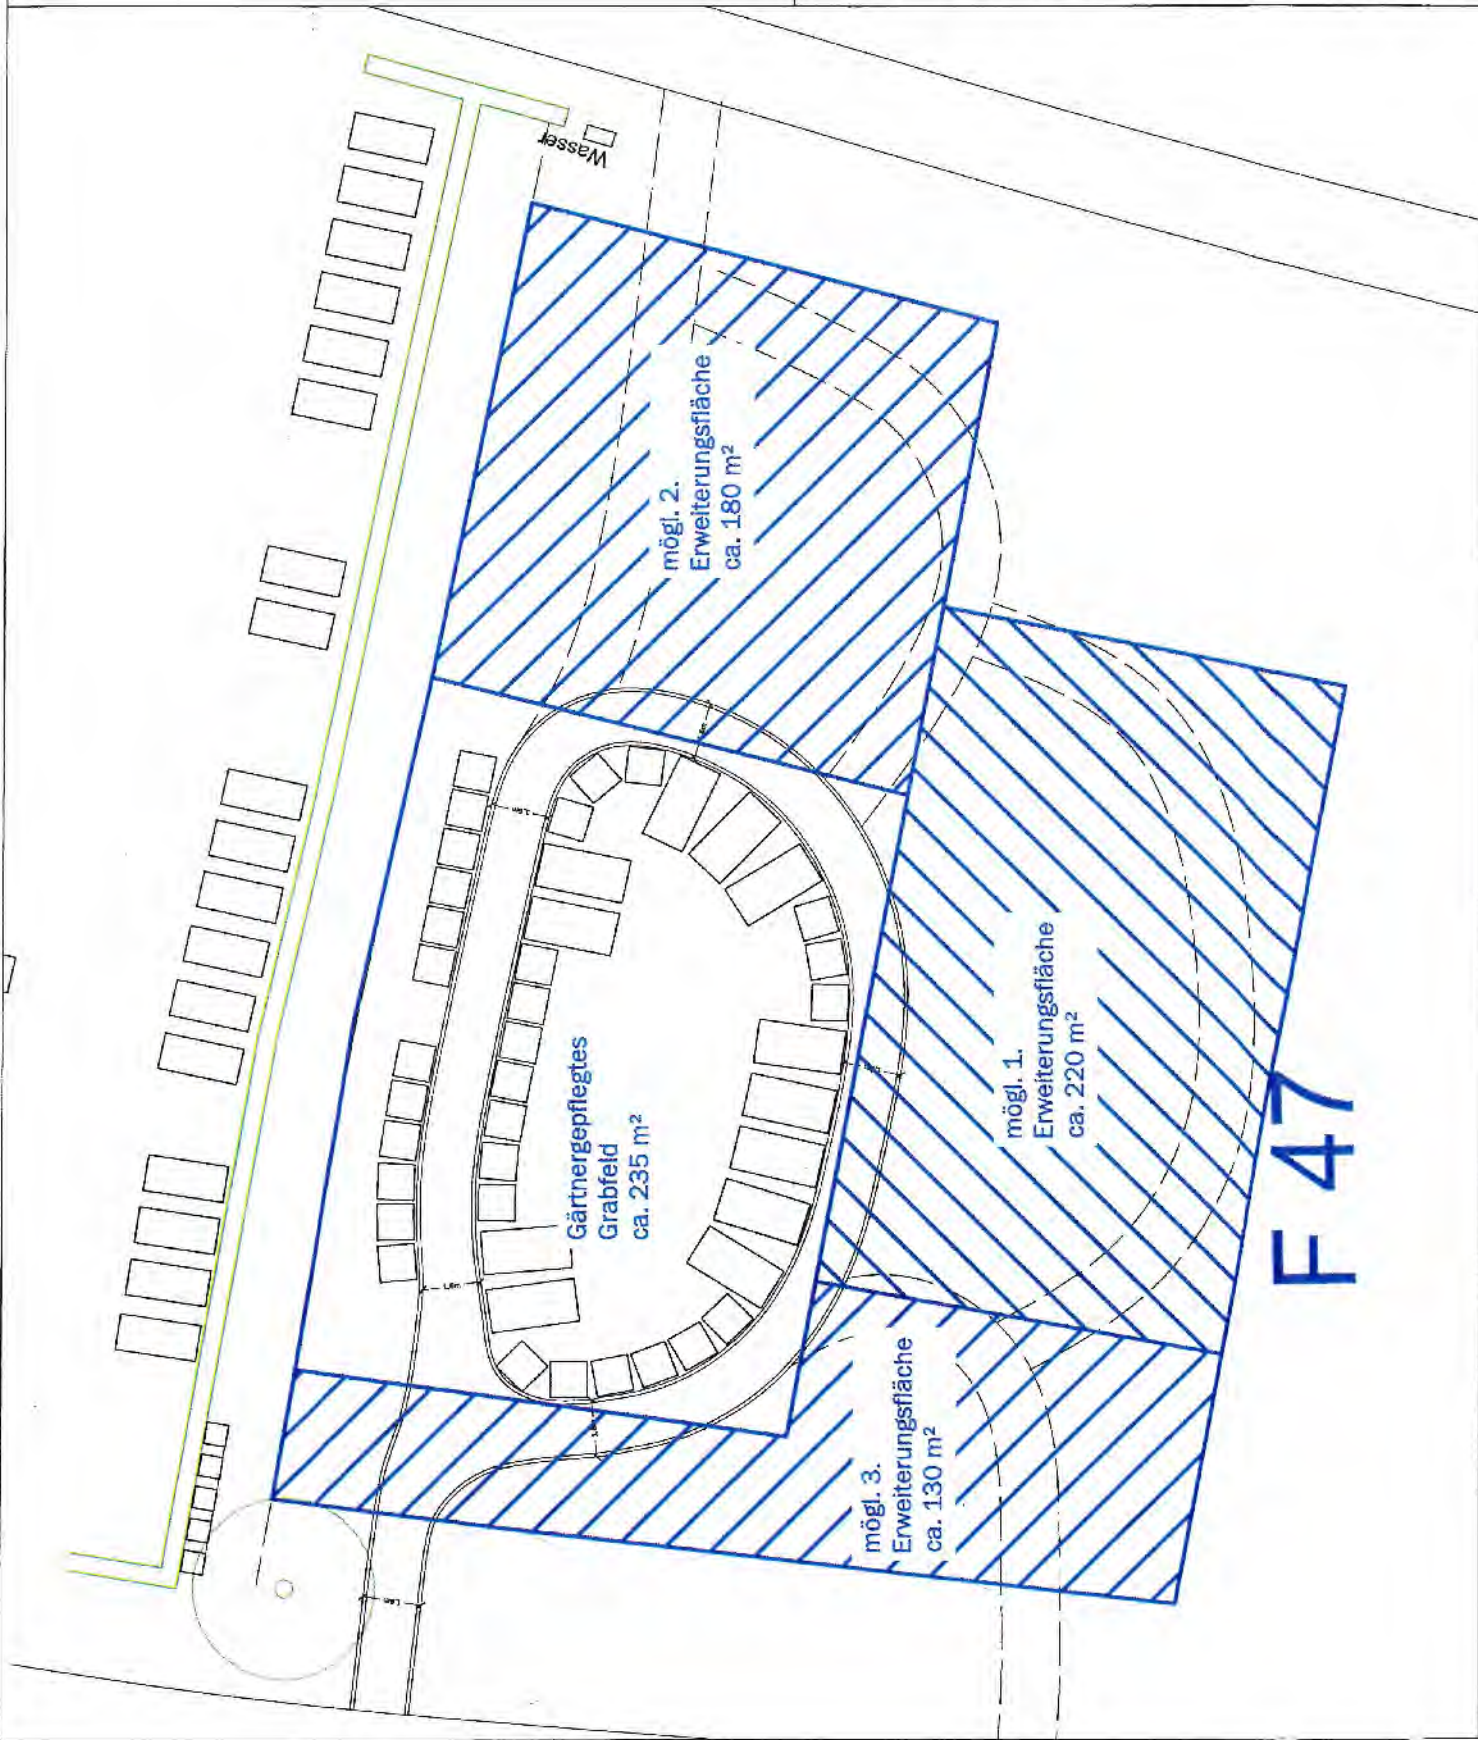 Wasser
mögl. 2.
Erweiterungsfläche
ca. 180 m²
Gärtnergepflegtes
Grabfeld
ca. 235 m²
mögl. 1.
Erweiterungsfläche
ca. 220 m²
mögl. 3.
Erweiterungsfläche
ca. 130 m²
F 47